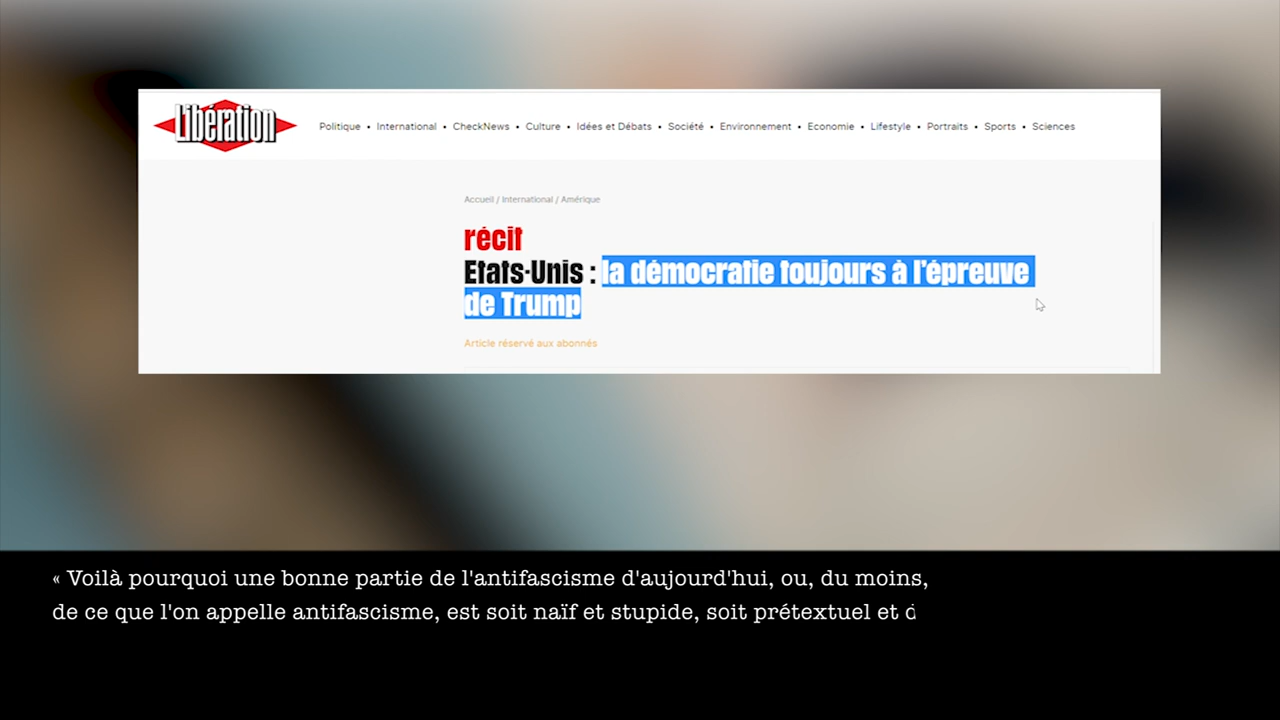 Libération
Politique • International • CheckNews • Culture • Idées et Débats • Société • Environnement • Economie • Lifestyle • Portraits • Sports • Sciences
Accueil / International / Amérique
récit
Etats-Unis : la démocratie toujours à l'épreuve
de Trump
Article réservé aux abonnés
« Voilà pourquoi une bonne partie de l'antifascisme d'aujourd'hui, ou, du moins,
de ce que l'on appelle antifascisme, est soit naïf et stupide, soit prétextuel et